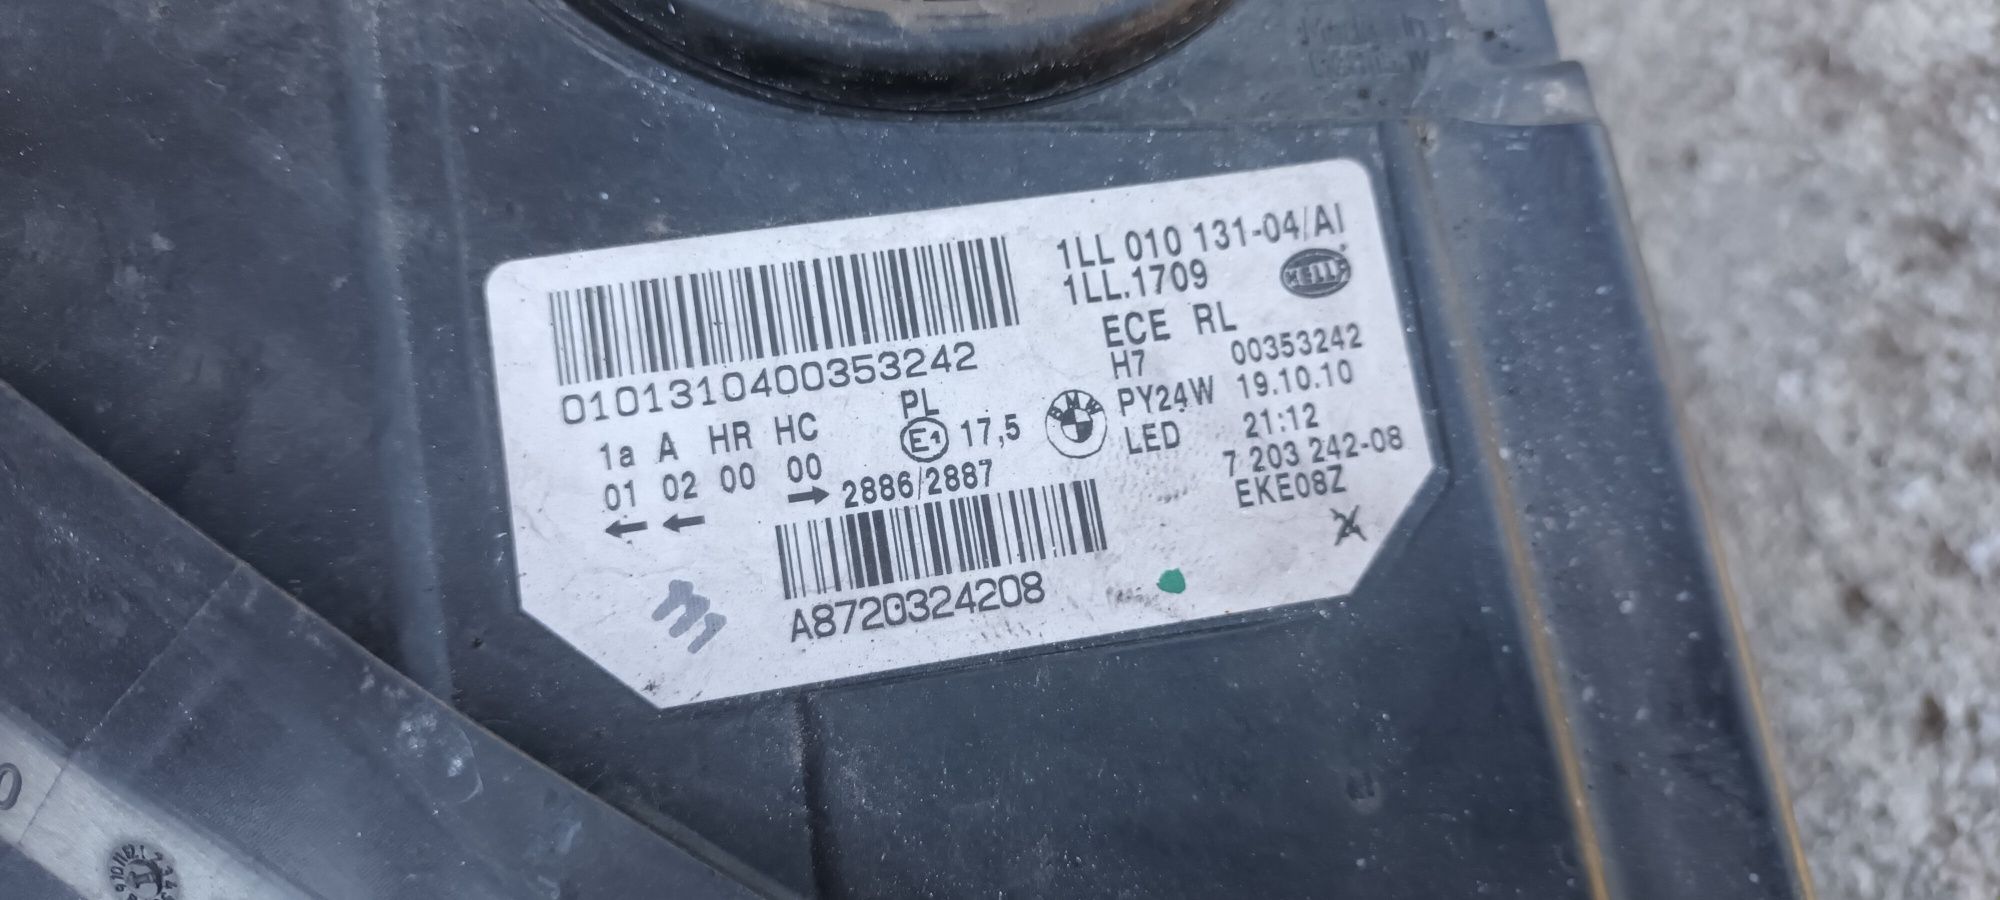 1LL 010 131-04/AI
1LL.1709
HELLA
ECE RL
0101310400353242
H7 00353242
PY24W 19.10.10
LED 21:12
7 203 242-08
EKE08Z
1a A HR HC
01 02 00 00
PL
E1 17,5
BMW
2886/2887
A8720324208